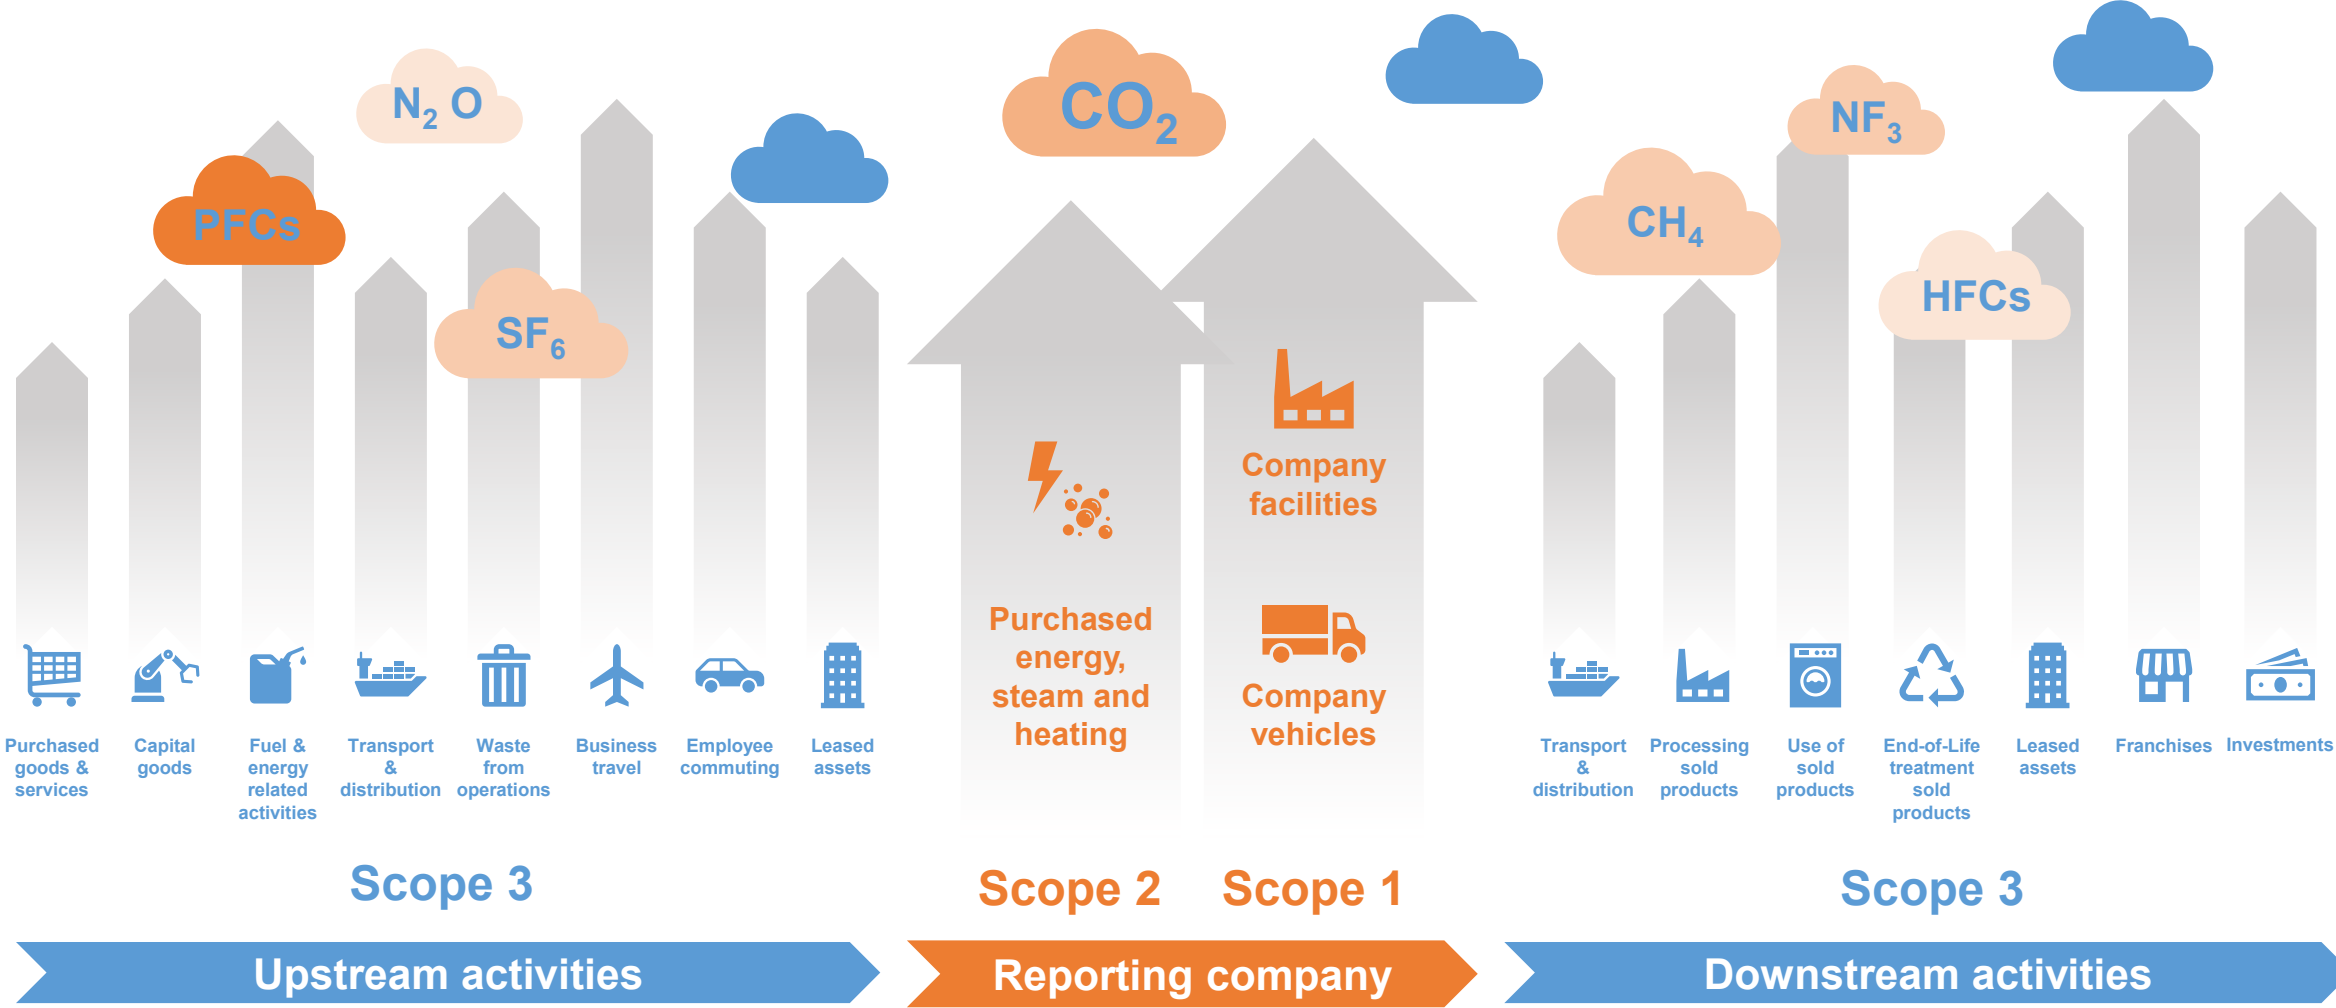 N₂ O
PFCs
SF₆
CO₂
CH₄
NF₃
HFCs
Purchased
goods &
services
Capital
goods
Fuel &
energy
related
activities
Transport
&
distribution
Waste
from
operations
Business
travel
Employee
commuting
Leased
assets
Scope 3
Upstream activities
Purchased
energy,
steam and
heating
Scope 2
Company
facilities
Company
vehicles
Scope 1
Reporting company
Transport
&
distribution
Processing
sold
products
Use of
sold
products
End-of-Life
treatment
sold
products
Leased
assets
Franchises
Investments
Scope 3
Downstream activities